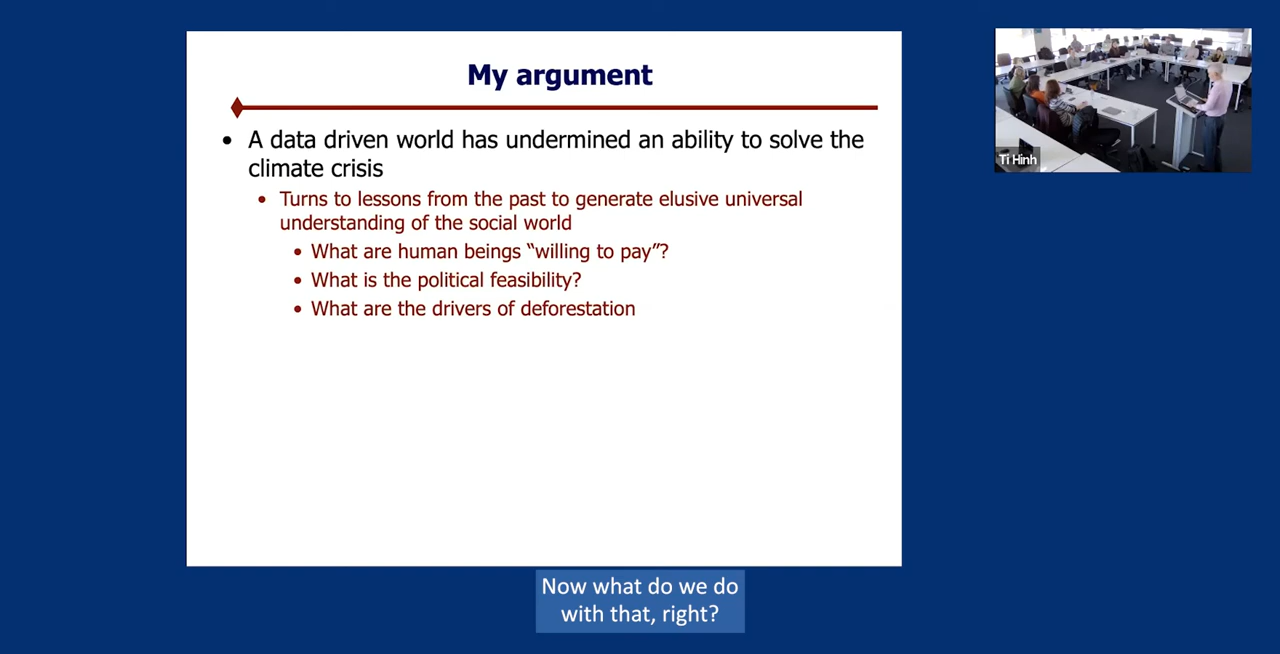 My argument
• A data driven world has undermined an ability to solve the
climate crisis
• Turns to lessons from the past to generate elusive universal
understanding of the social world
• What are human beings “willing to pay”?
• What is the political feasibility?
• What are the drivers of deforestation
Ti Hinh
Now what do we do
with that, right?